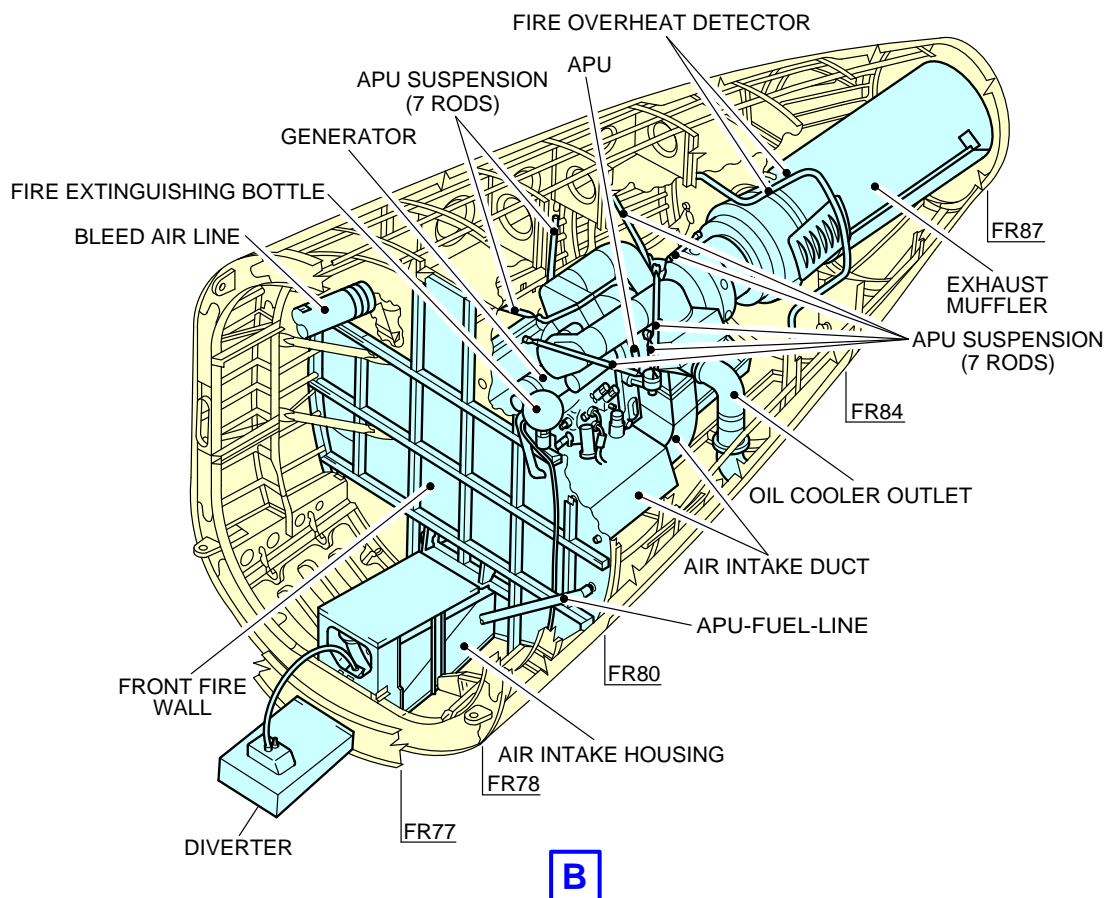 FIRE OVERHEAT DETECTOR
APU
APU SUSPENSION
(7 RODS)
GENERATOR
FIRE EXTINGUISHING BOTTLE
BLEED AIR LINE
FR87
EXHAUST
MUFFLER
APU SUSPENSION
(7 RODS)
FR84
OIL COOLER OUTLET
AIR INTAKE DUCT
APU-FUEL-LINE
FR80
FRONT FIRE
WALL
AIR INTAKE HOUSING
FR78
FR77
DIVERTER
B